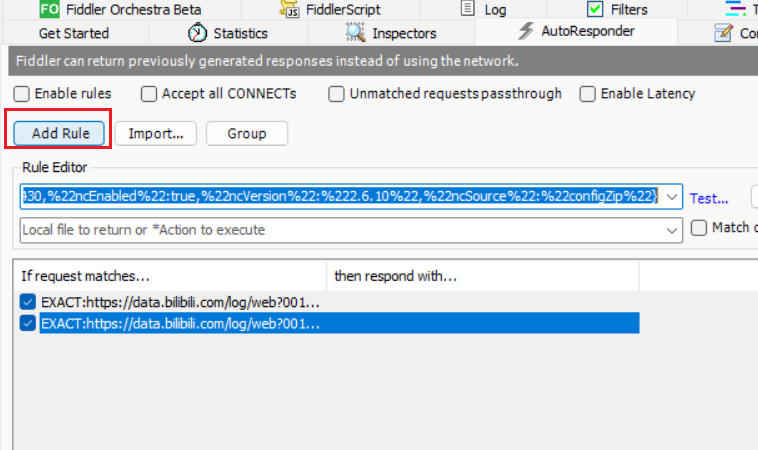 FO Fiddler Orchestra Beta JS FiddlerScript Log Filters
Get Started Statistics Inspectors AutoResponder
Fiddler can return previously generated responses instead of using the network.
Enable rules Accept all CONNECTs Unmatched requests passthrough Enable Latency
Add Rule Import... Group
Rule Editor
30,%22ncEnabled%22:true,%22ncVersion%22:%222.6.10%22,%22ncSource%22:%22configZip%22} Test...
Local file to return or *Action to execute Match
If request matches... then respond with...
EXACT:https://data.bilibili.com/log/web?001...
EXACT:https://data.bilibili.com/log/web?001...